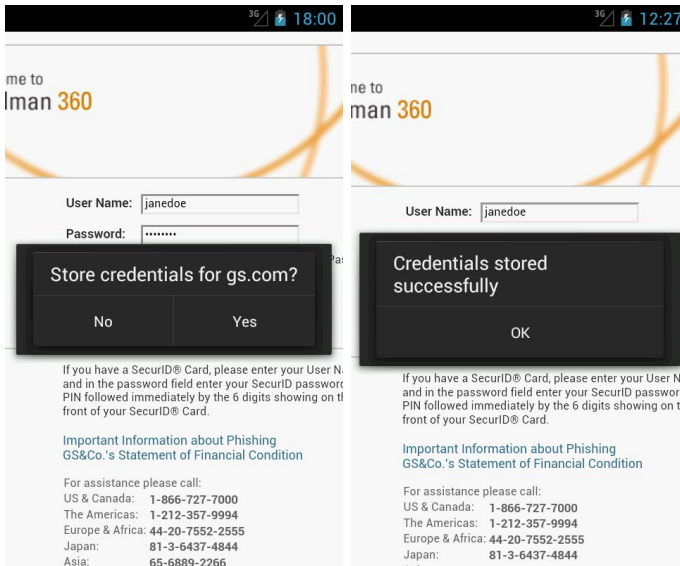 3G 18:00
ome to
lman 360
User Name: janedoe
Password: ••••••••
Pas
Store credentials for gs.com?
No Yes
If you have a SecurID® Card, please enter your User N
and in the password field enter your SecurID password
PIN followed immediately by the 6 digits showing on th
front of your SecurID® Card.
Important Information about Phishing
GS&Co.'s Statement of Financial Condition
For assistance please call:
US & Canada: 1-866-727-7000
The Americas: 1-212-357-9994
Europe & Africa: 44-20-7552-2555
Japan: 81-3-6437-4844
Asia: 65-6889-2266
3G 12:27
me to
man 360
User Name: janedoe
Credentials stored
successfully
OK
If you have a SecurID® Card, please enter your User N
and in the password field enter your SecurID passwor
PIN followed immediately by the 6 digits showing on t
front of your SecurID® Card.
Important Information about Phishing
GS&Co.'s Statement of Financial Condition
For assistance please call:
US & Canada: 1-866-727-7000
The Americas: 1-212-357-9994
Europe & Africa: 44-20-7552-2555
Japan: 81-3-6437-4844